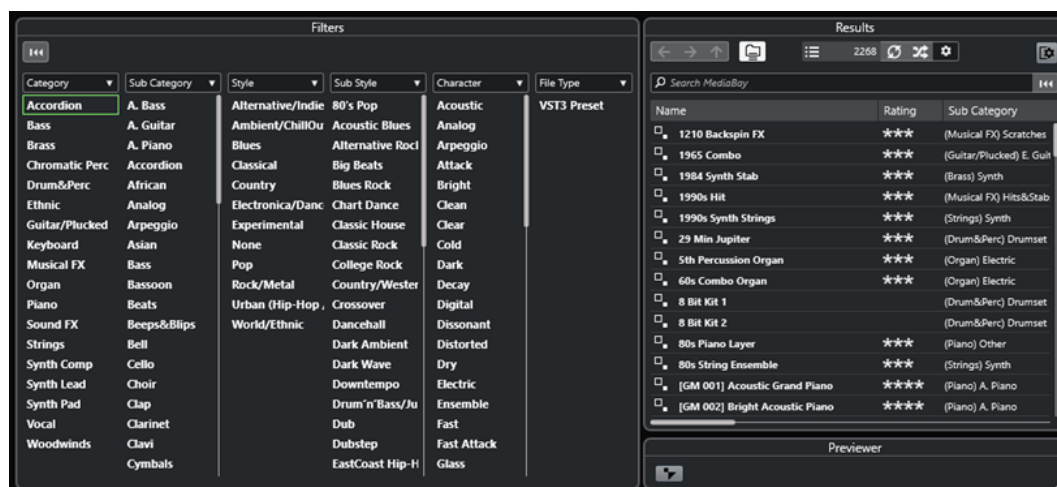 Filters
Category Sub Category Style Sub Style Character File Type
Accordion A. Bass Alternative/Indie 80's Pop Acoustic VST3 Preset
Bass A. Guitar Ambient/ChillOu Acoustic Blues Analog
Brass A. Piano Blues Alternative Rocl Arpeggio
Chromatic Perc Accordion Classical Big Beats Attack
Drum&Perc African Country Blues Rock Bright
Ethnic Analog Electronica/Danc Chart Dance Clean
Guitar/Plucked Arpeggio Experimental Classic House Clear
Keyboard Asian None Classic Rock Cold
Musical FX Bass Pop College Rock Dark
Organ Bassoon Rock/Metal Country/Wester Decay
Piano Beats Urban (Hip-Hop / Crossover Digital
Sound FX Beeps&Blips World/Ethnic Dancehall Dissonant
Strings Bell Dark Ambient Distorted
Synth Comp Cello Dark Wave Dry
Synth Lead Choir Downtempo Electric
Synth Pad Clap Drum´n´Bass/Ju Ensemble
Vocal Clarinet Dub Fast
Woodwinds Clavi Dubstep Fast Attack
Cymbals EastCoast Hip-H Glass
Results
2268
Search MediaBay
Name Rating Sub Category
1210 Backspin FX *** (Musical FX) Scratches
1965 Combo *** (Guitar/Plucked) E. Guit
1984 Synth Stab *** (Brass) Synth
1990s Hit *** (Musical FX) Hits&Stab
1990s Synth Strings *** (Strings) Synth
29 Min Jupiter *** (Drum&Perc) Drumset
5th Percussion Organ *** (Organ) Electric
60s Combo Organ *** (Organ) Electric
8 Bit Kit 1 (Drum&Perc) Drumset
8 Bit Kit 2 (Drum&Perc) Drumset
80s Piano Layer *** (Piano) Other
80s String Ensemble *** (Strings) Synth
[GM 001] Acoustic Grand Piano **** (Piano) A. Piano
[GM 002] Bright Acoustic Piano **** (Piano) A. Piano
Previewer